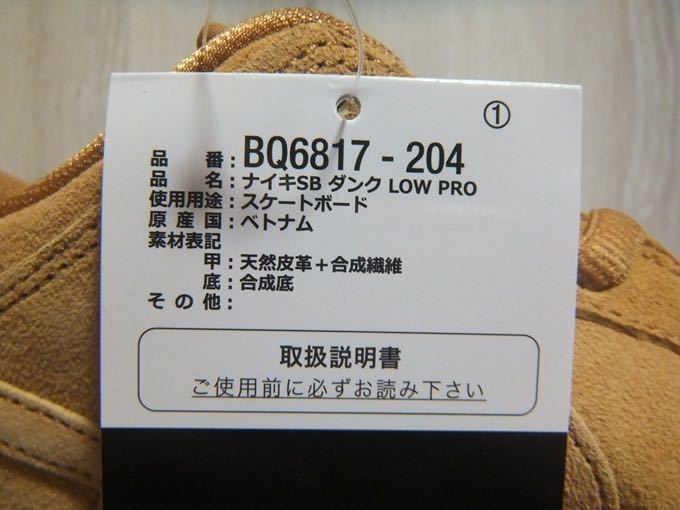 ①
品番：BQ6817 - 204
品名：ナイキSB ダンク LOW PRO
使用用途：スケートボード
原産国：ベトナム
素材表記
甲：天然皮革＋合成繊維
底：合成底
その他：
取扱説明書
ご使用前に必ずお読み下さい